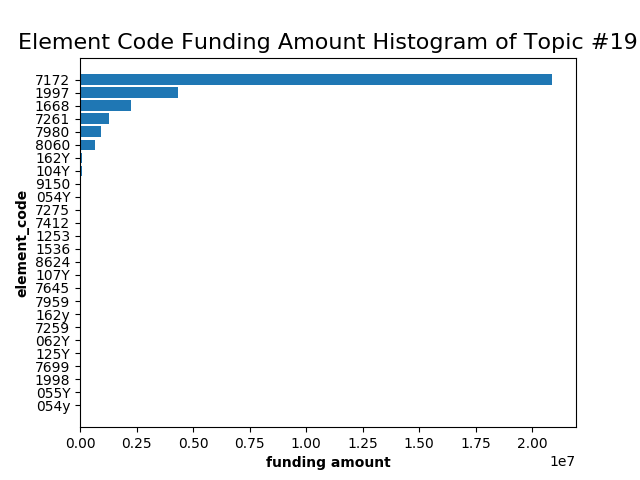 Element Code Funding Amount Histogram of Topic #19
7172
1997
1668
7261
7980
8060
162Y
104Y
9150
054Y
7275
7412
1253
1536
8624
107Y
7645
7959
162y
7259
062Y
125Y
7699
1998
055Y
054y
element_code
0.00 0.25 0.50 0.75 1.00 1.25 1.50 1.75 2.00
1e7
funding amount